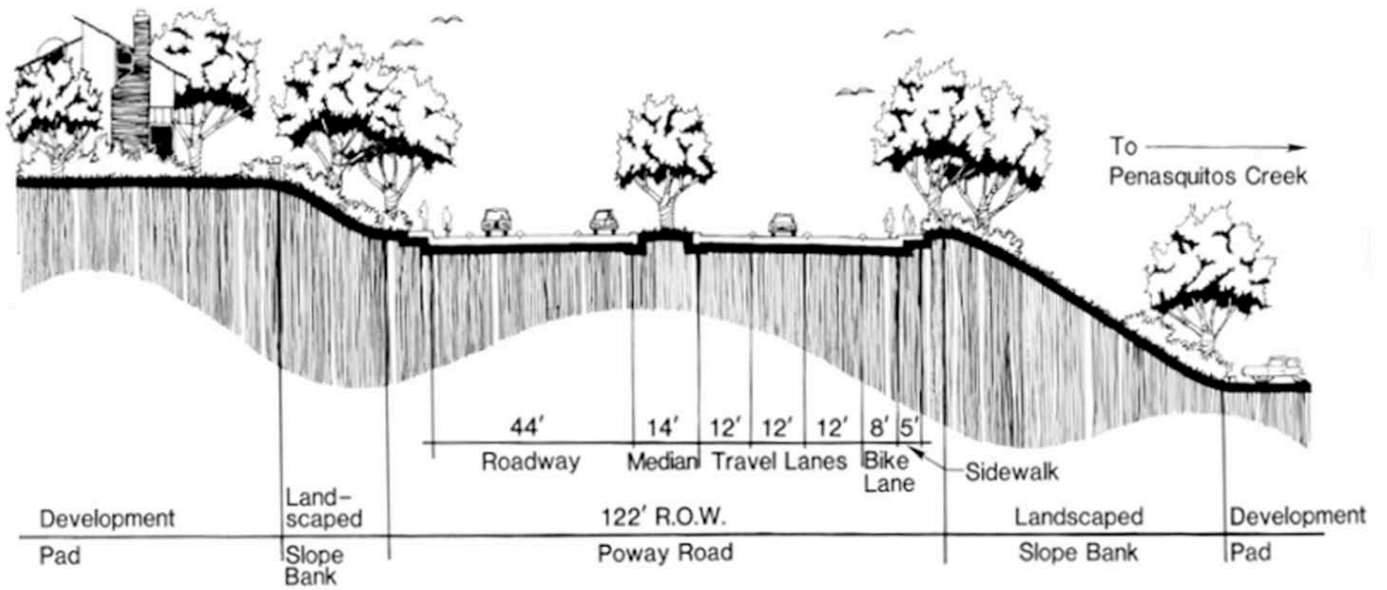 To
Penasquitos Creek
44' 14' 12' 12' 12' 8' 5'
Roadway Median Travel Lanes Bike
Lane
Sidewalk
Development Land-
scaped 122' R.O.W. Landscaped Development
Pad Slope
Bank Poway Road Slope Bank Pad